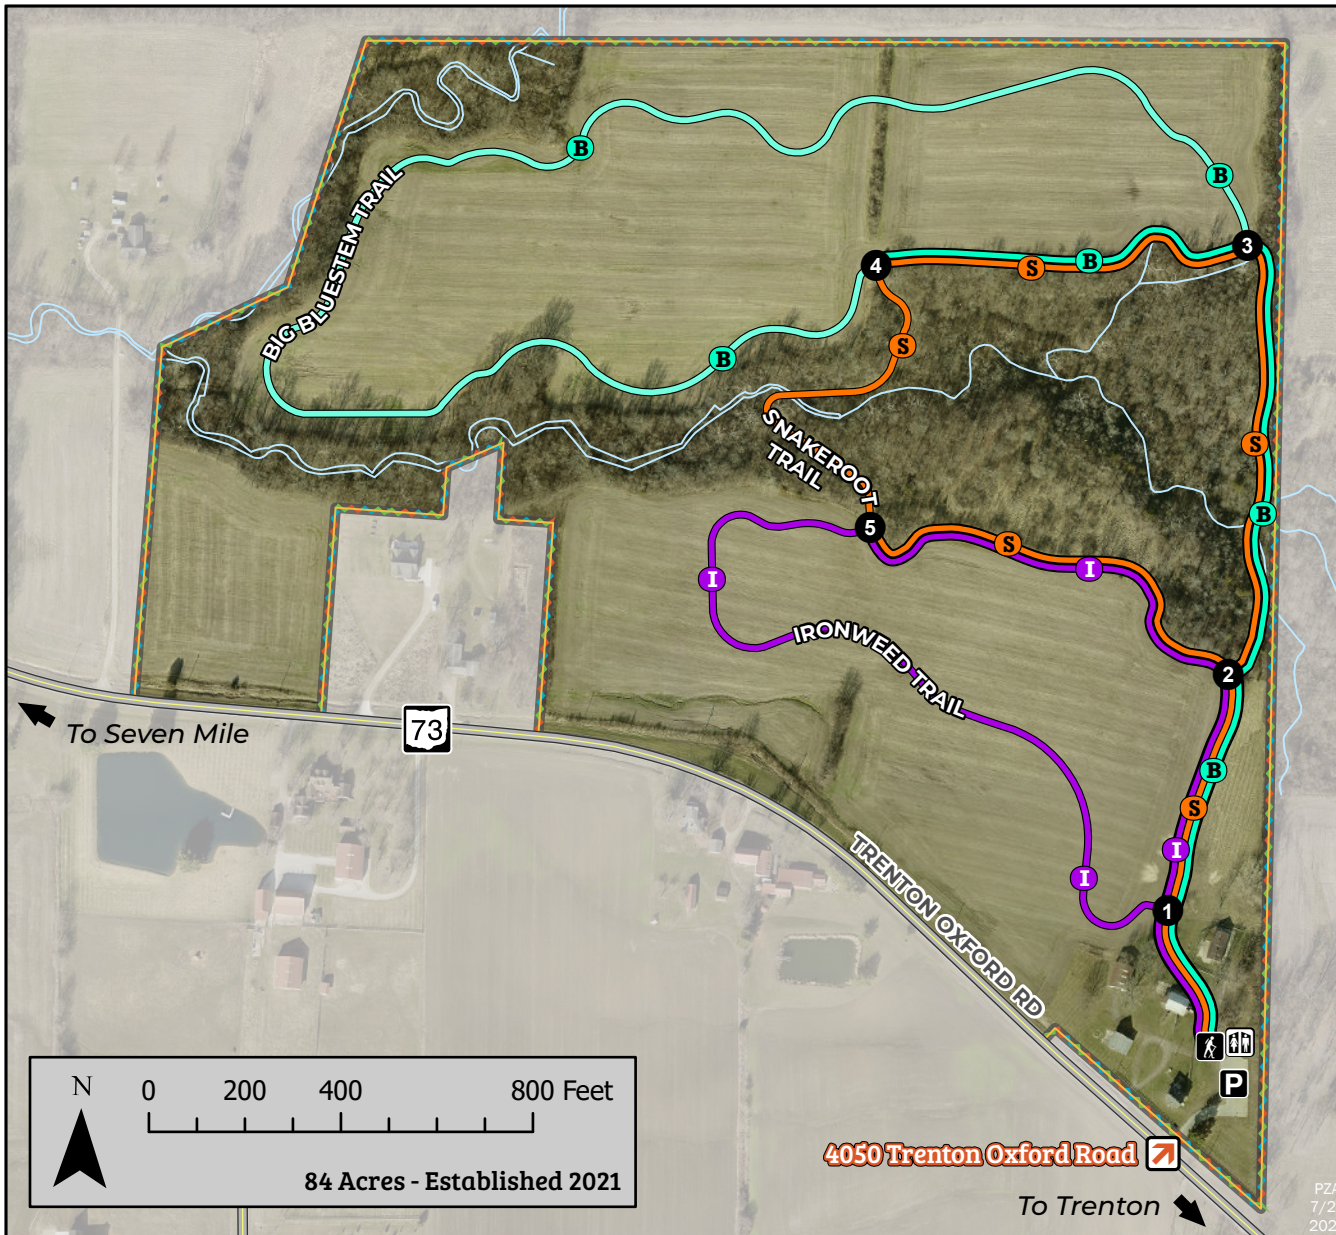 B
B
BIG BLUESTEM TRAIL
3
4
S
B
S
B
S
B
SNAKEROOT
TRAIL
5
S
I
I
IRONWEED TRAIL
2
73
To Seven Mile
B
S
I
I
1
TRENTON OXFORD RD
P
N
0 200 400 800 Feet
84 Acres - Established 2021
4050 Trenton Oxford Road
To Trenton